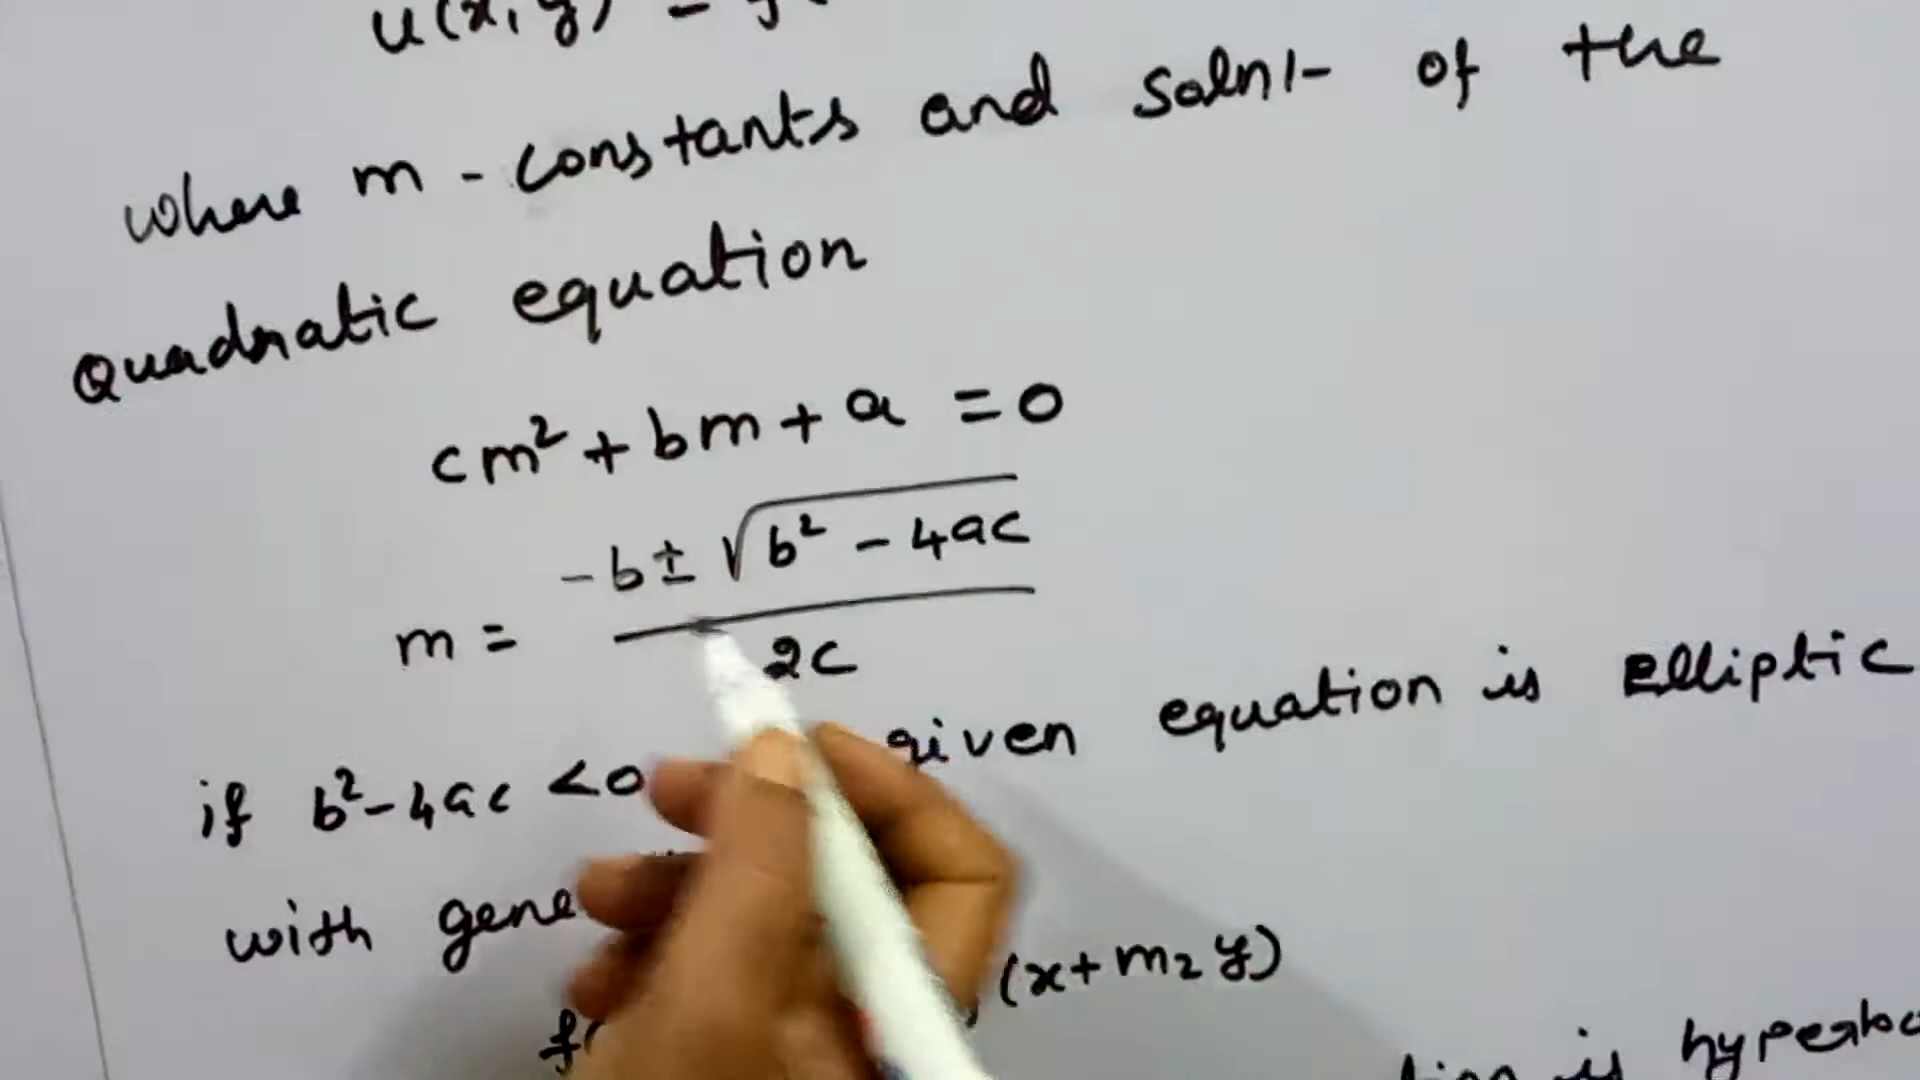 u(x, y) =
where m - constants and soln/- of the
Quadratic equation
cm² + bm + a = 0
m = -b ± √b² - 4ac / 2c
if b² - 4ac < 0 given equation is Elliptic
with
(x + m₂ y)
is